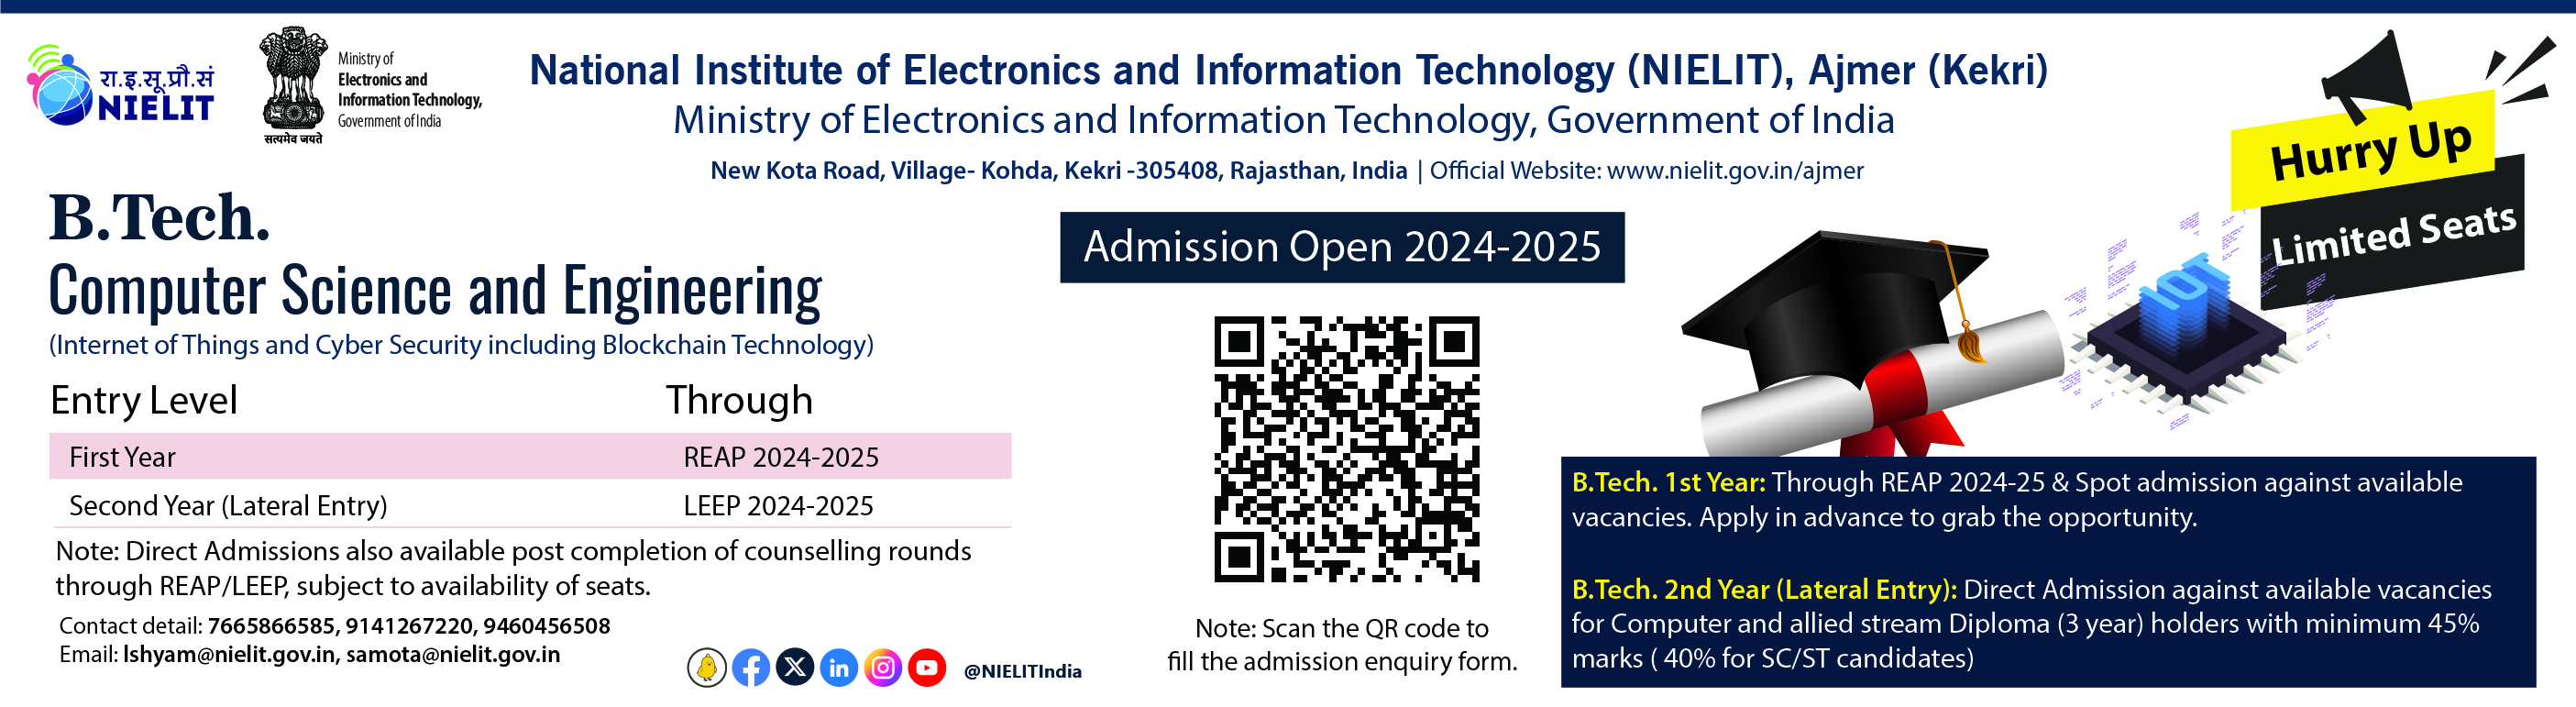 रा.इ.सू.प्रौ.सं
NIELIT
सत्यमेव जयते
Ministry of
Electronics and
Information Technology,
Government of India
National Institute of Electronics and Information Technology (NIELIT), Ajmer (Kekri)
Ministry of Electronics and Information Technology, Government of India
New Kota Road, Village- Kohda, Kekri -305408, Rajasthan, India | Official Website: www.nielit.gov.in/ajmer
Hurry Up
Limited Seats
B.Tech.
Computer Science and Engineering
(Internet of Things and Cyber Security including Blockchain Technology)
Entry Level Through
First Year REAP 2024-2025
Second Year (Lateral Entry) LEEP 2024-2025
Note: Direct Admissions also available post completion of counselling rounds
through REAP/LEEP, subject to availability of seats.
Contact detail: 7665866585, 9141267220, 9460456508
Email: lshyam@nielit.gov.in, samota@nielit.gov.in
@NIELITIndia
Admission Open 2024-2025
Note: Scan the QR code to
fill the admission enquiry form.
IOT
B.Tech. 1st Year: Through REAP 2024-25 & Spot admission against available
vacancies. Apply in advance to grab the opportunity.
B.Tech. 2nd Year (Lateral Entry): Direct Admission against available vacancies
for Computer and allied stream Diploma (3 year) holders with minimum 45%
marks ( 40% for SC/ST candidates)